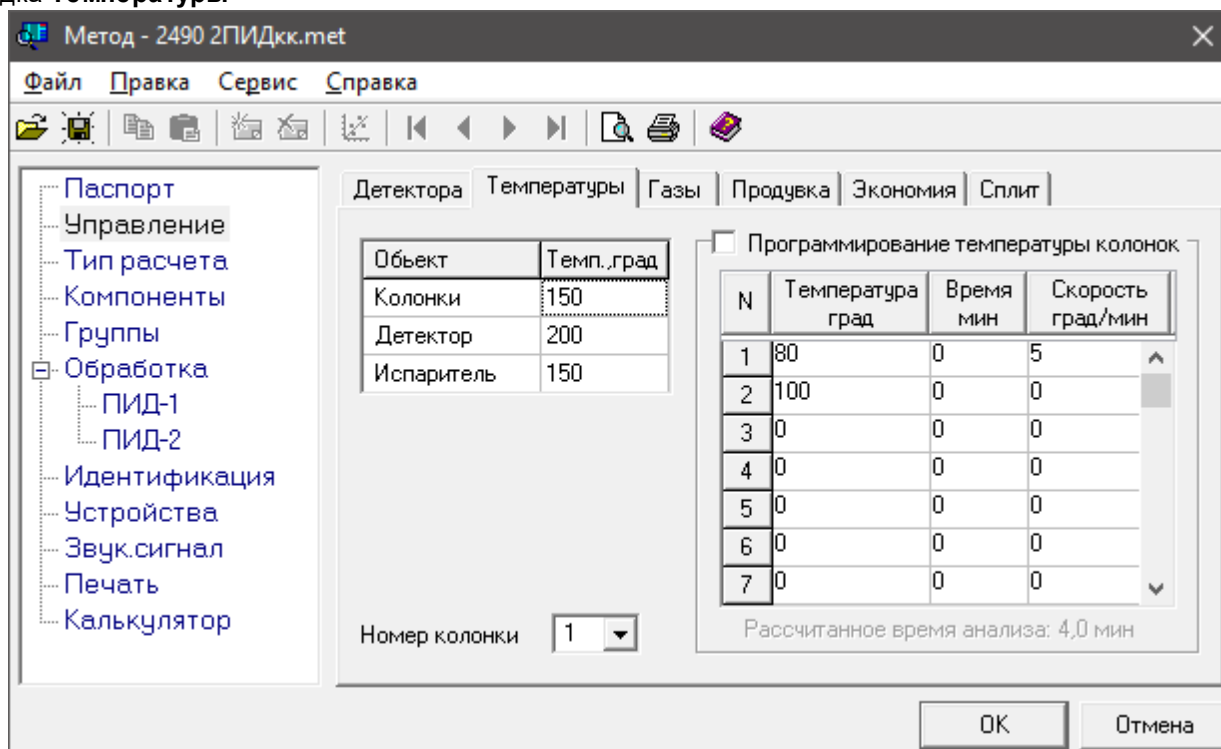 дка Температуры
Метод - 2490 2ПИДкк.met
Файл Правка Сервис Справка
Паспорт
Управление
Тип расчета
Компоненты
Группы
Обработка
ПИД-1
ПИД-2
Идентификация
Устройства
Звук.сигнал
Печать
Калькулятор
Детектора Температуры Газы Продувка Экономия Сплит
Обьект Темп.,град
Колонки 150
Детектор 200
Испаритель 150
Номер колонки 1
Программирование температуры колонок
N Температура град Время мин Скорость град/мин
1 80 0 5
2 100 0 0
3 0 0 0
4 0 0 0
5 0 0 0
6 0 0 0
7 0 0 0
Рассчитанное время анализа: 4,0 мин
OK Отмена